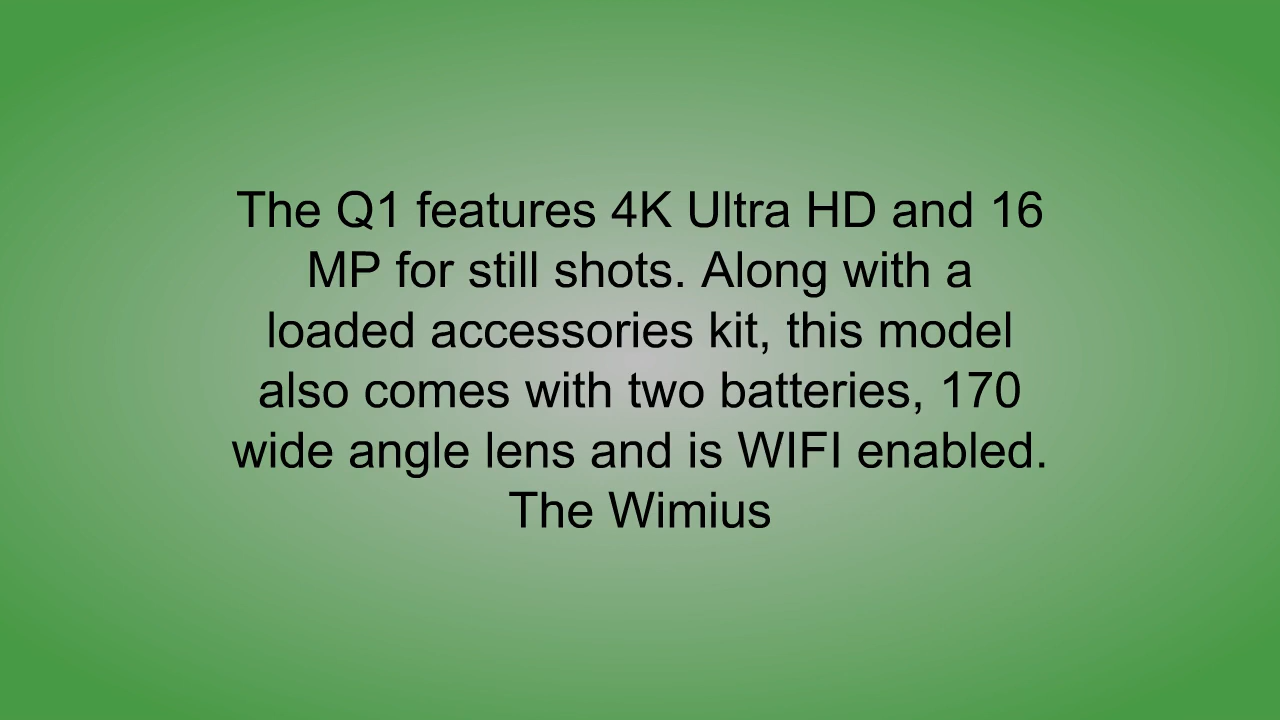 The Q1 features 4K Ultra HD and 16
MP for still shots. Along with a
loaded accessories kit, this model
also comes with two batteries, 170
wide angle lens and is WIFI enabled.
The Wimius